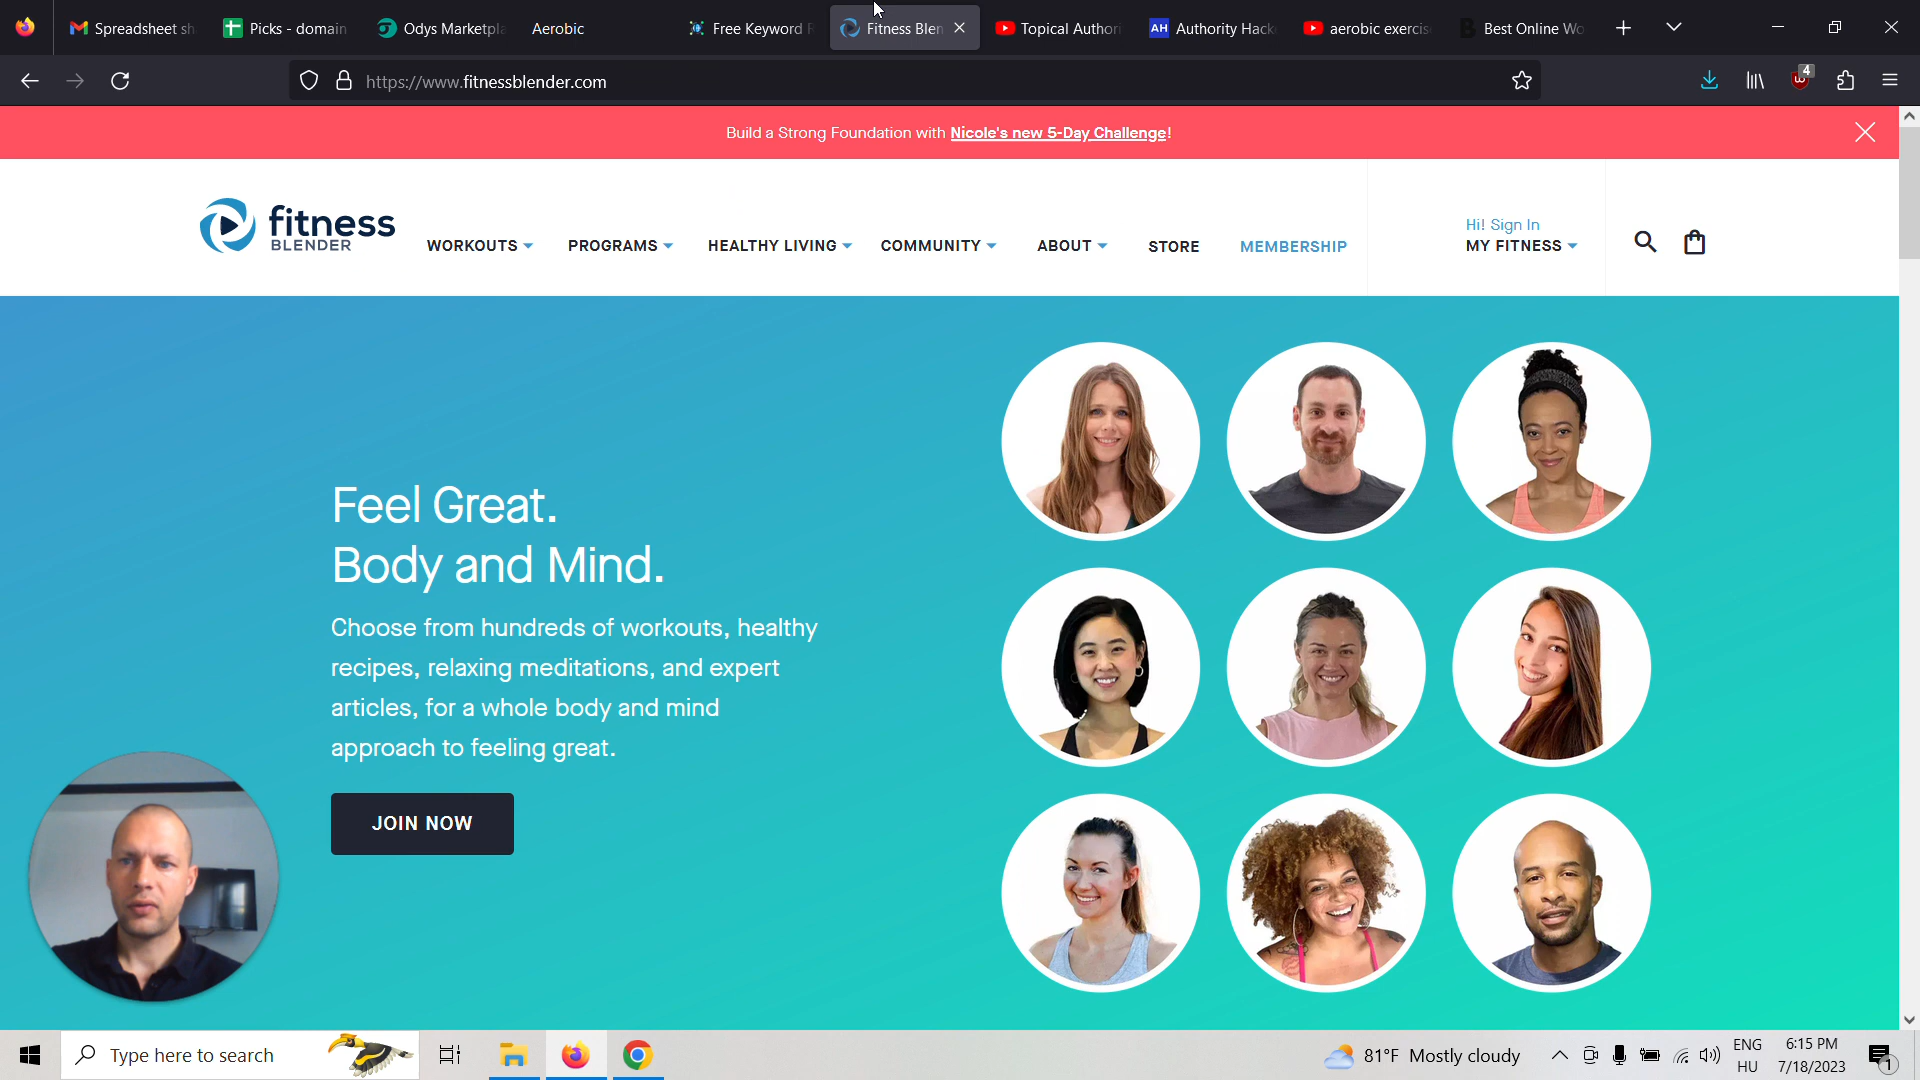 Spreadsheet sh
Picks - domain
Odys Marketpla
Aerobic
Free Keyword R
Fitness Blen
Topical Authori
AH
Authority Hack
aerobic exercis
Best Online Wo
https://www.fitnessblender.com
4
Build a Strong Foundation with Nicole's new 5-Day Challenge!
fitness
BLENDER
WORKOUTS
PROGRAMS
HEALTHY LIVING
COMMUNITY
ABOUT
STORE
MEMBERSHIP
Hi! Sign In
MY FITNESS
Feel Great.
Body and Mind.
Choose from hundreds of workouts, healthy
recipes, relaxing meditations, and expert
articles, for a whole body and mind
approach to feeling great.
JOIN NOW
Type here to search
81°F Mostly cloudy
ENG
HU
6:15 PM
7/18/2023
1